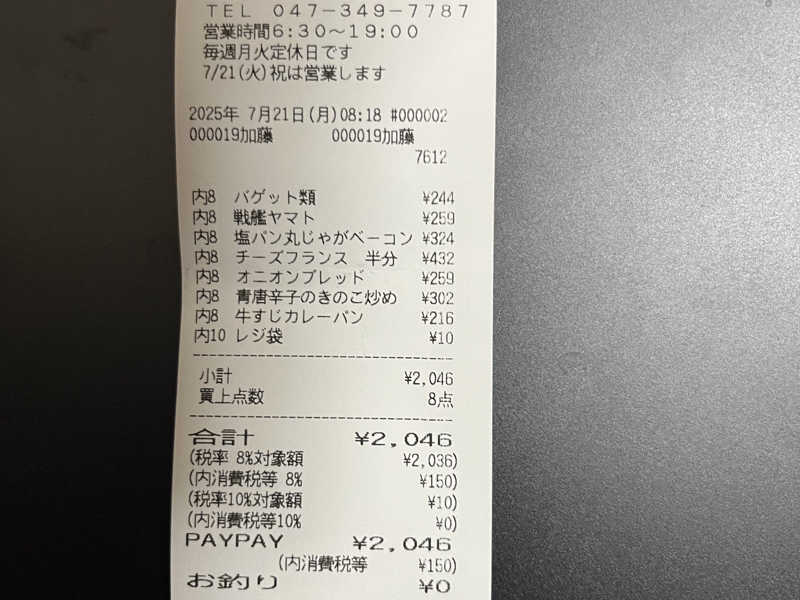 TEL 047-349-7787
営業時間6:30〜19:00
毎週月火定休日です
7/21(火)祝は営業します
2025年 7月21日(月)08:18 #000002
000019加藤 000019加藤
7612
内8 バゲット類 ¥244
内8 戦艦ヤマト ¥259
内8 塩パン丸じゃがベーコン ¥324
内8 チーズフランス 半分 ¥432
内8 オニオンブレッド ¥259
内8 青唐辛子のきのこ炒め ¥302
内8 牛すじカレーパン ¥216
内10 レジ袋 ¥10
小計 ¥2,046
買上点数 8点
合計 ¥2,046
(税率 8%対象額 ¥2,036)
(内消費税等 8% ¥150)
(税率10%対象額 ¥10)
(内消費税等10% ¥0)
PAYPAY ¥2,046
(内消費税等 ¥150)
お釣り ¥0